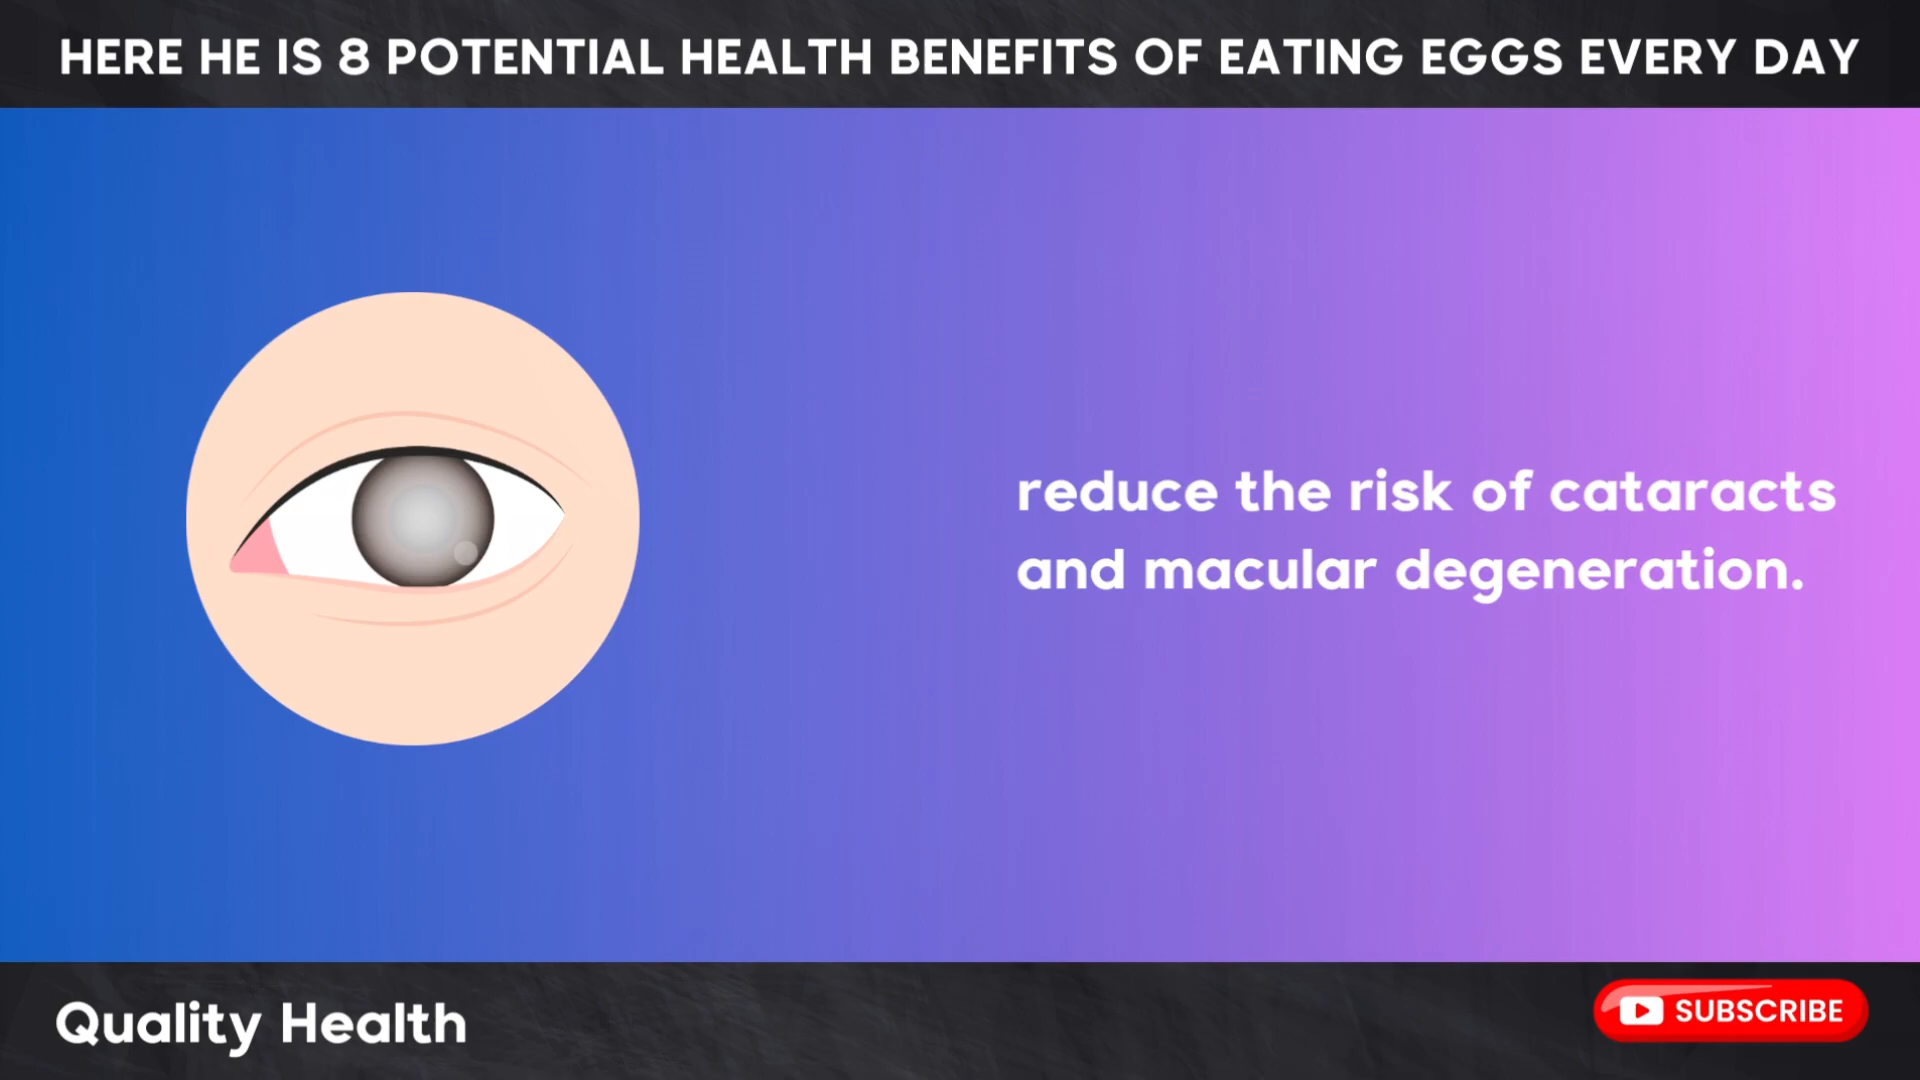 HERE HE IS 8 POTENTIAL HEALTH BENEFITS OF EATING EGGS EVERY DAY
reduce the risk of cataracts
and macular degeneration.
Quality Health
SUBSCRIBE